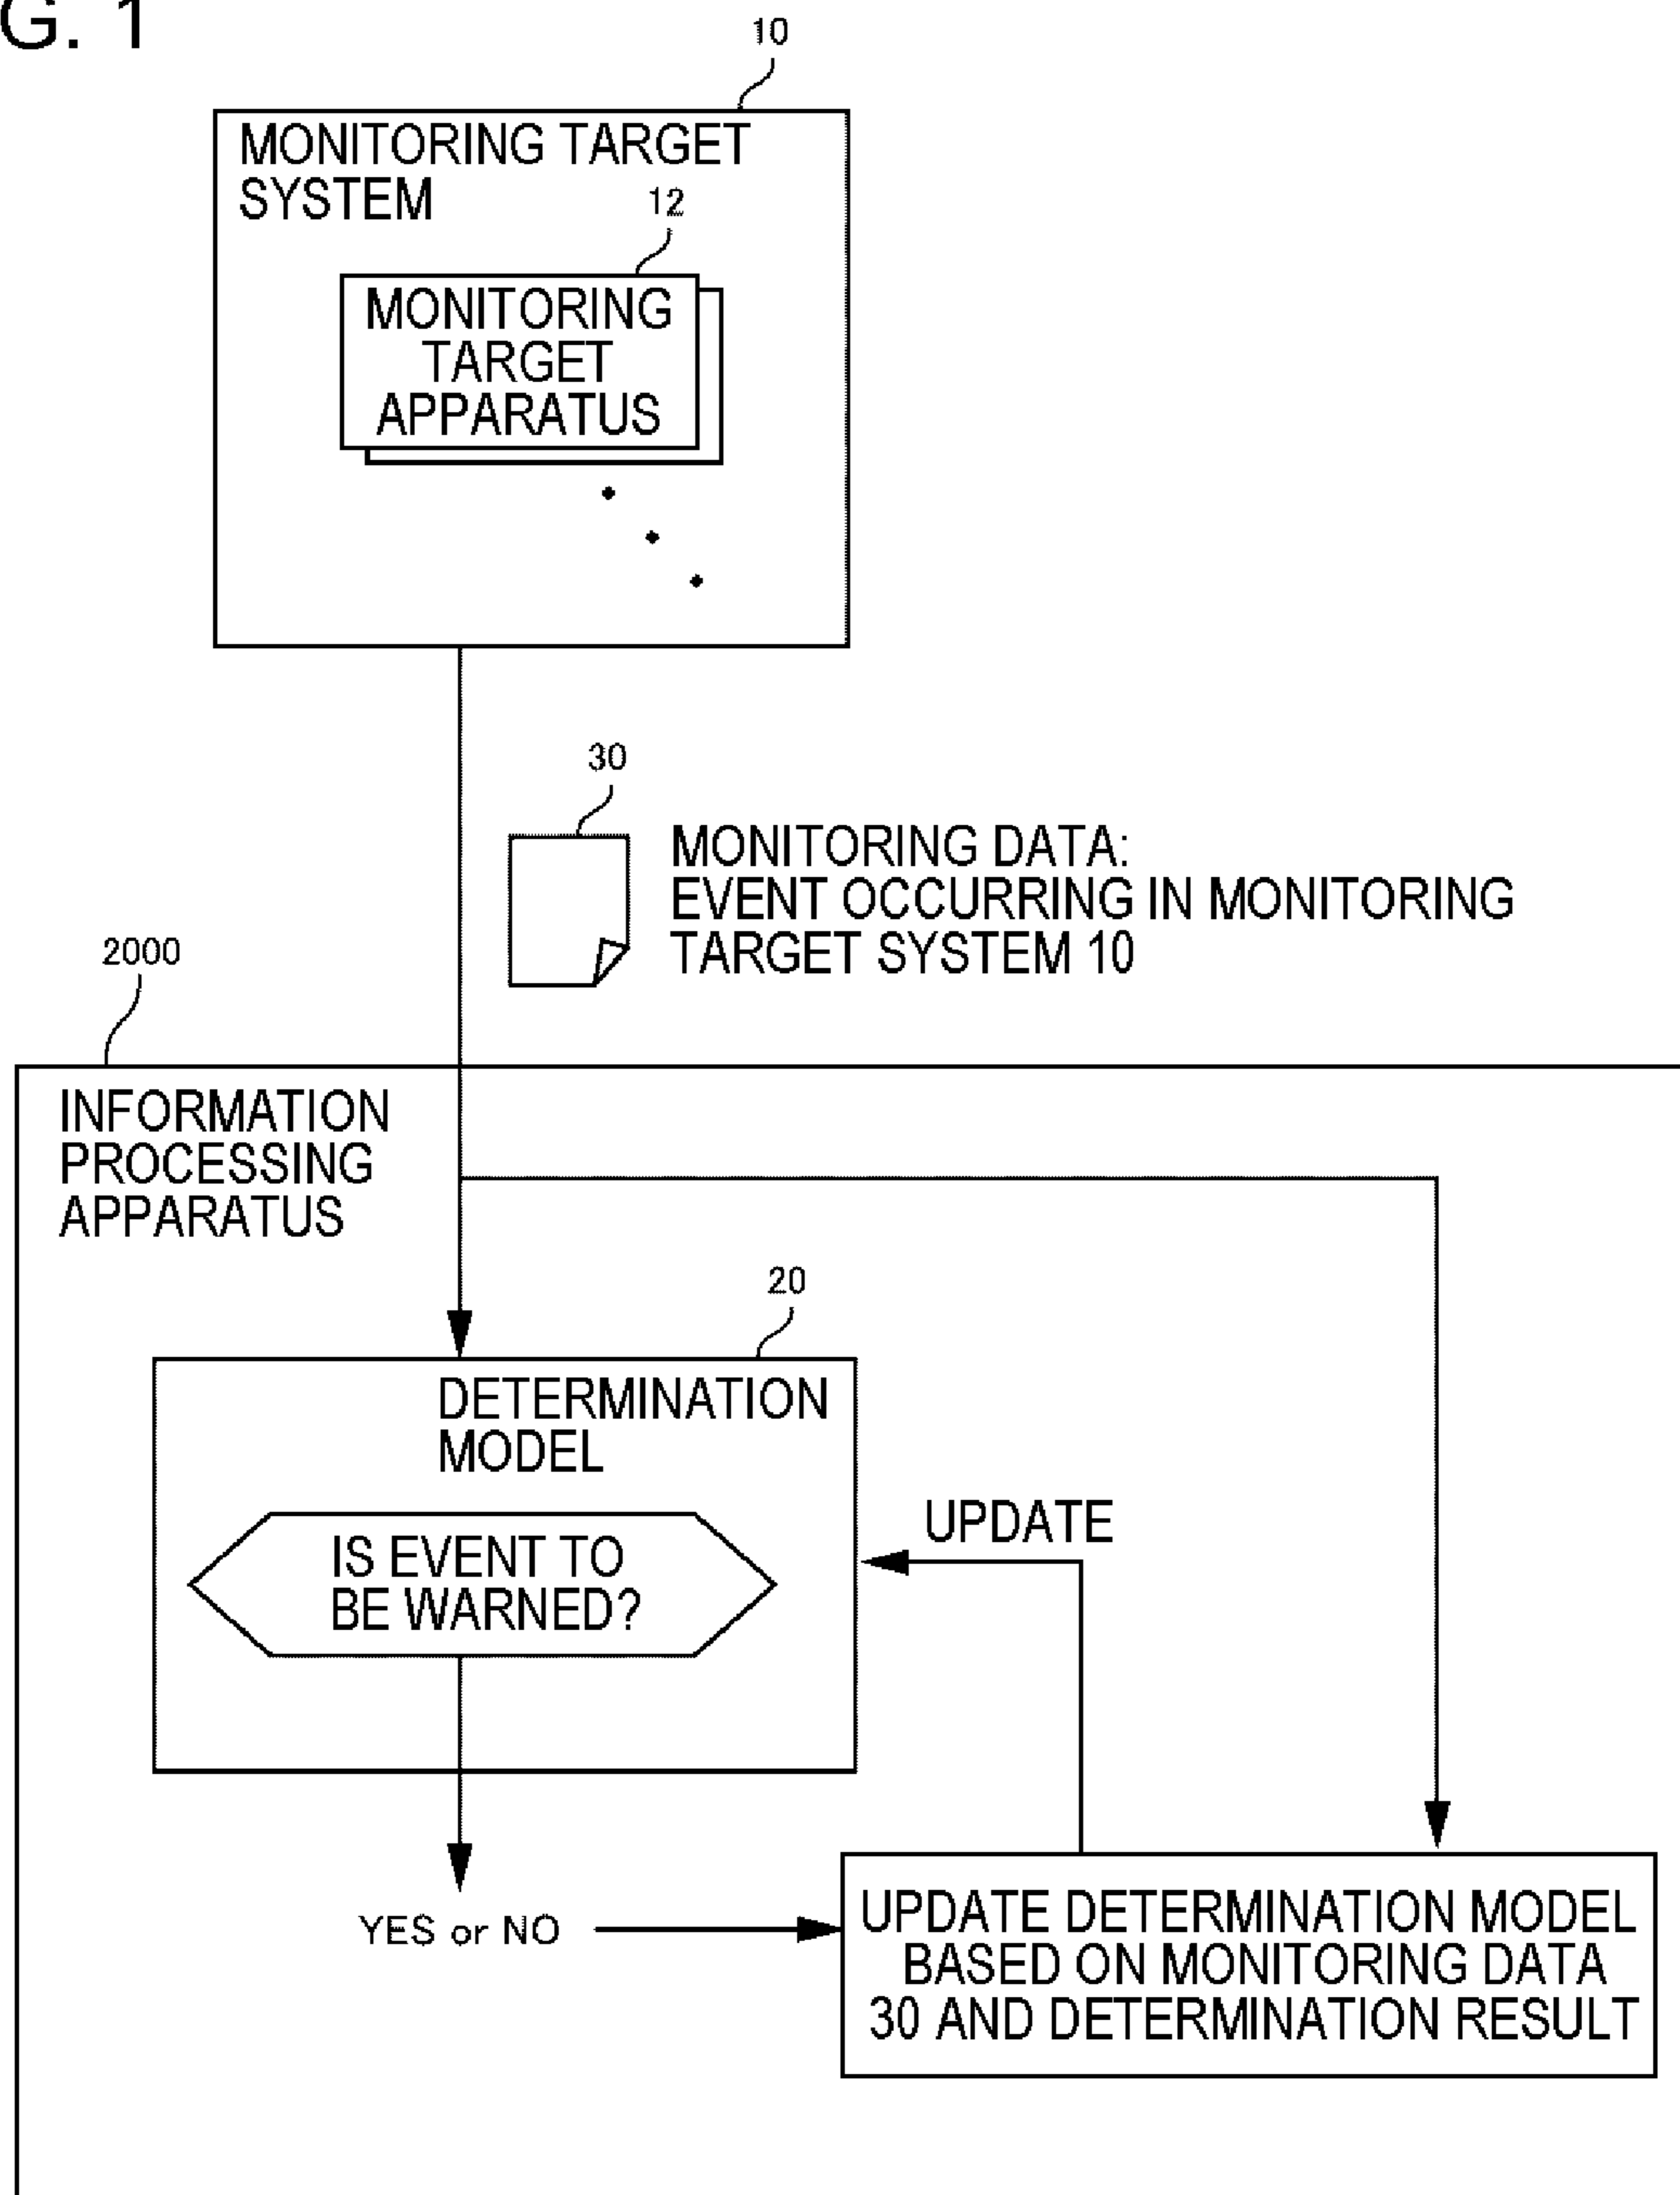 G. 1
10
MONITORING TARGET
SYSTEM
12
MONITORING
TARGET
APPARATUS
30
MONITORING DATA:
EVENT OCCURRING IN MONITORING
TARGET SYSTEM 10
2000
INFORMATION
PROCESSING
APPARATUS
20
DETERMINATION
MODEL
IS EVENT TO
BE WARNED?
UPDATE
YES or NO
UPDATE DETERMINATION MODEL
BASED ON MONITORING DATA
30 AND DETERMINATION RESULT